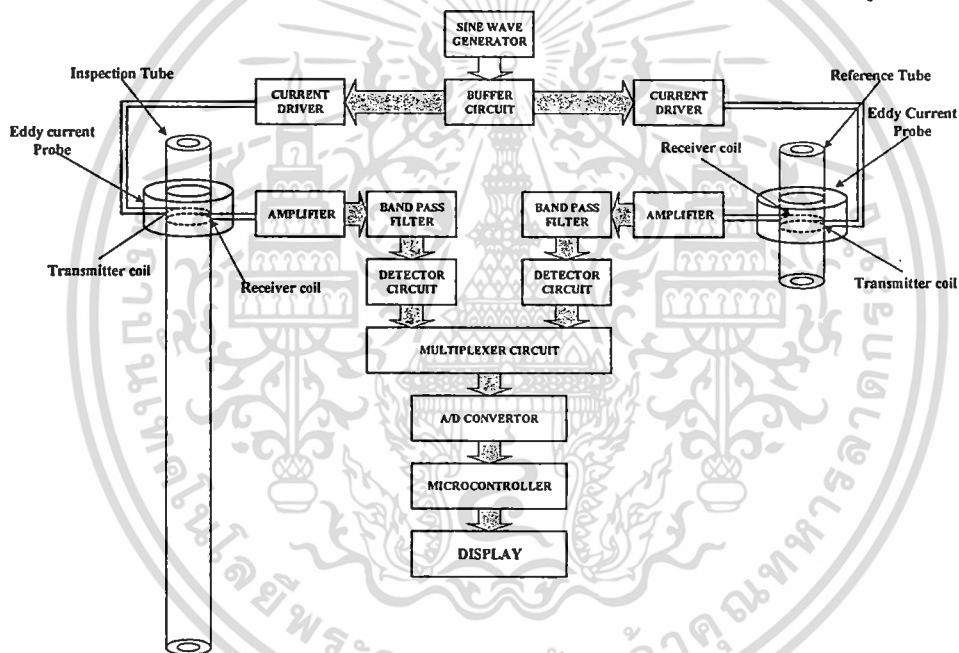 SINE WAVE
GENERATOR
Inspection Tube
Reference Tube
CURRENT
DRIVER
BUFFER
CIRCUIT
CURRENT
DRIVER
Eddy current
Probe
Eddy Current
Probe
Receiver coil
AMPLIFIER
BAND PASS
FILTER
BAND PASS
FILTER
AMPLIFIER
Transmitter coil
Receiver coil
DETECTOR
CIRCUIT
DETECTOR
CIRCUIT
Transmitter coil
MULTIPLEXER CIRCUIT
A/D CONVERTOR
MICROCONTROLLER
DISPLAY